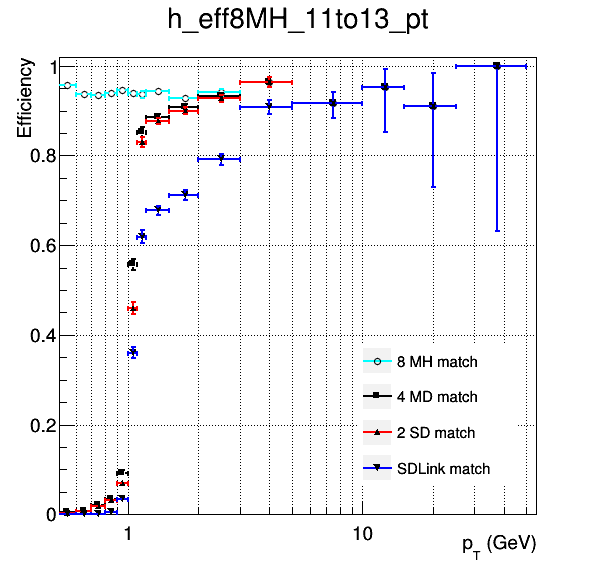 h_eff8MH_11to13_pt
Efficiency
1
0.8
0.6
0.4
0.2
0
8 MH match
4 MD match
2 SD match
SDLink match
1
10
p_T (GeV)